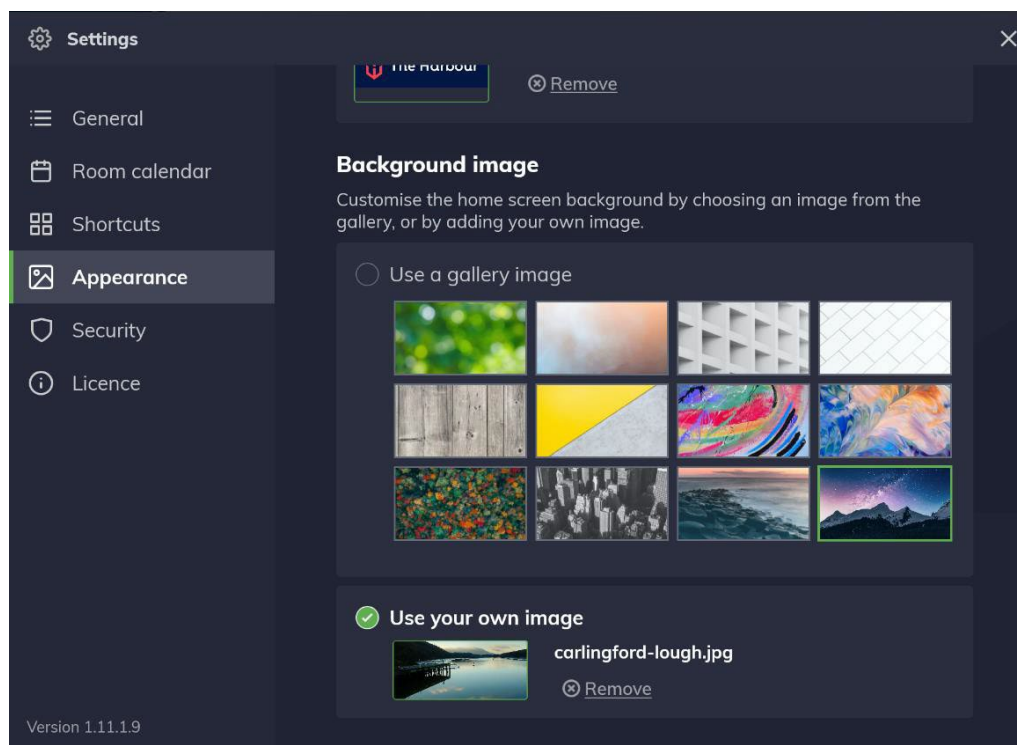 Settings
The Harbour
Remove
General
Room calendar
Shortcuts
Appearance
Security
Licence
Version 1.11.1.9
Background image
Customise the home screen background by choosing an image from the
gallery, or by adding your own image.
Use a gallery image
Use your own image
carlingford-lough.jpg
Remove